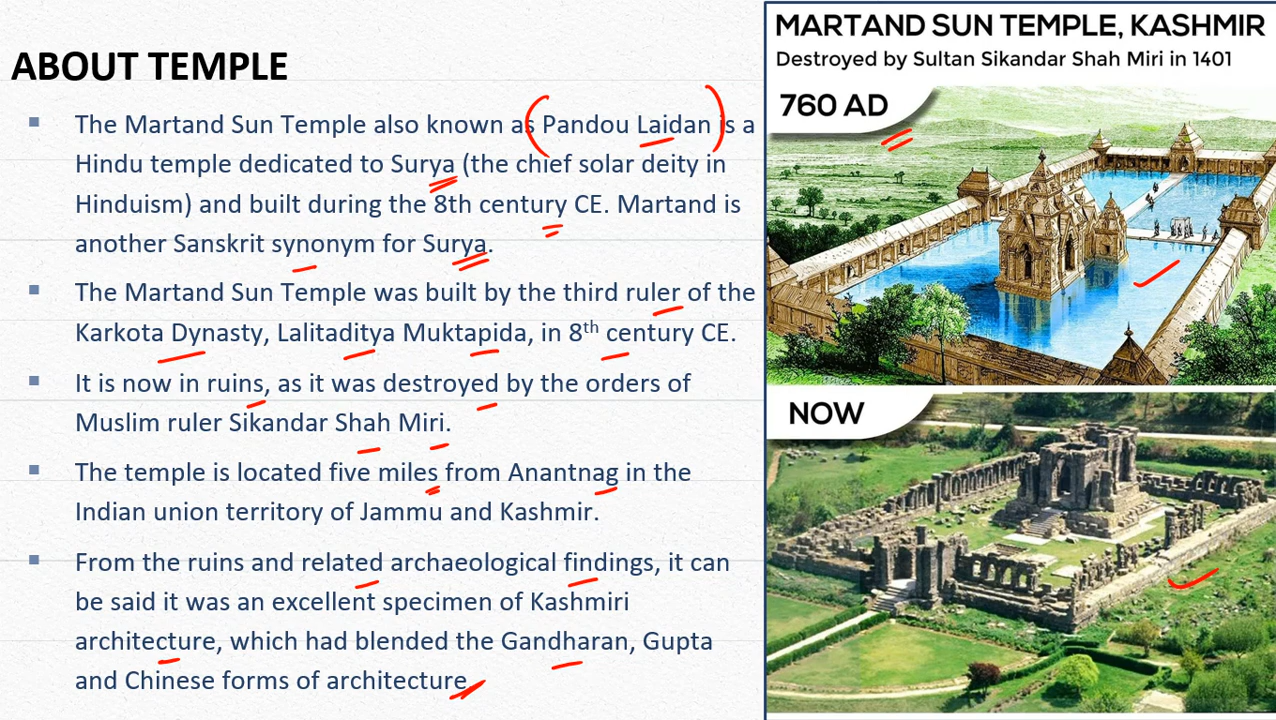 ABOUT TEMPLE
▪ The Martand Sun Temple also known as Pandou Laidan is a
Hindu temple dedicated to Surya (the chief solar deity in
Hinduism) and built during the 8th century CE. Martand is
another Sanskrit synonym for Surya.
▪ The Martand Sun Temple was built by the third ruler of the
Karkota Dynasty, Lalitaditya Muktapida, in 8th century CE.
▪ It is now in ruins, as it was destroyed by the orders of
Muslim ruler Sikandar Shah Miri.
▪ The temple is located five miles from Anantnag in the
Indian union territory of Jammu and Kashmir.
▪ From the ruins and related archaeological findings, it can
be said it was an excellent specimen of Kashmiri
architecture, which had blended the Gandharan, Gupta
and Chinese forms of architecture.
MARTAND SUN TEMPLE, KASHMIR
Destroyed by Sultan Sikandar Shah Miri in 1401
760 AD
NOW